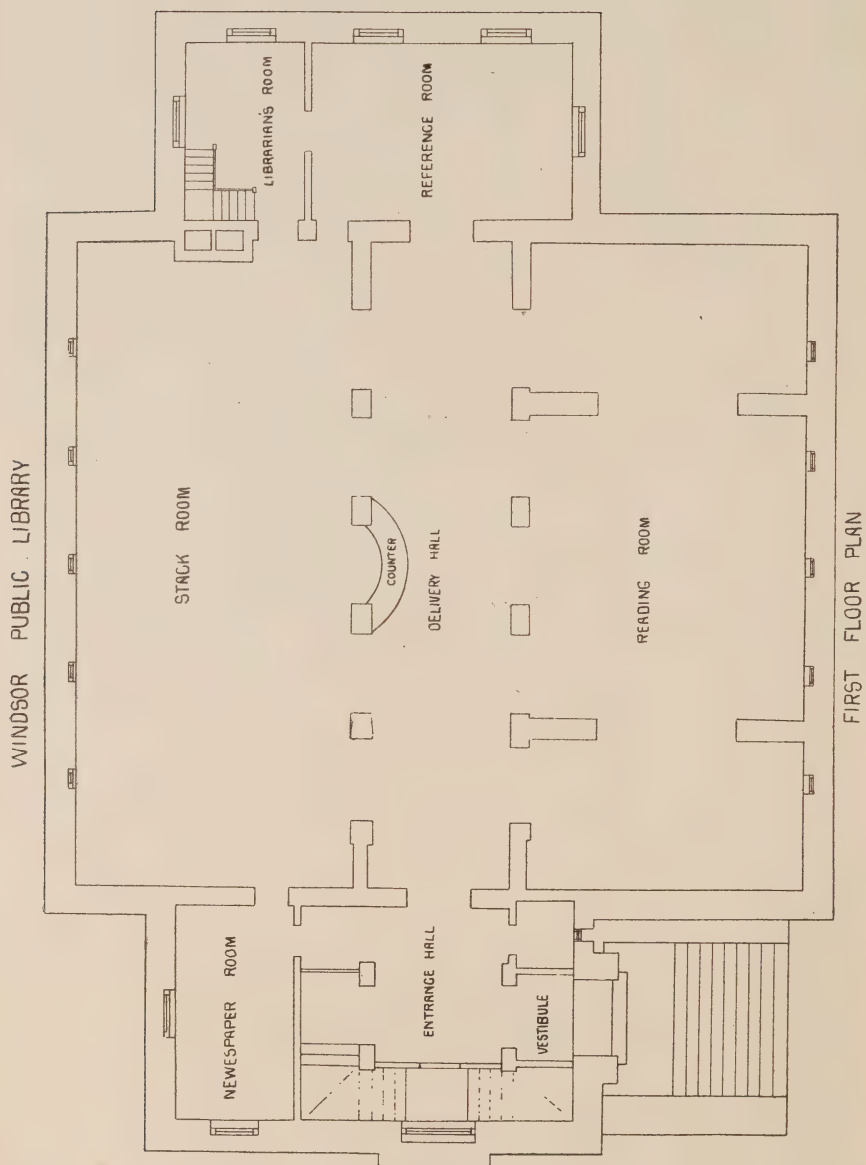 WINDSOR PUBLIC LIBRARY
NEWESPAPER ROOM
STACK ROOM
LIBRARIAN'S ROOM
ENTRANCE HALL
COUNTER
DELIVERY HALL
REFERENCE ROOM
VESTIBULE
READING ROOM
FIRST FLOOR PLAN